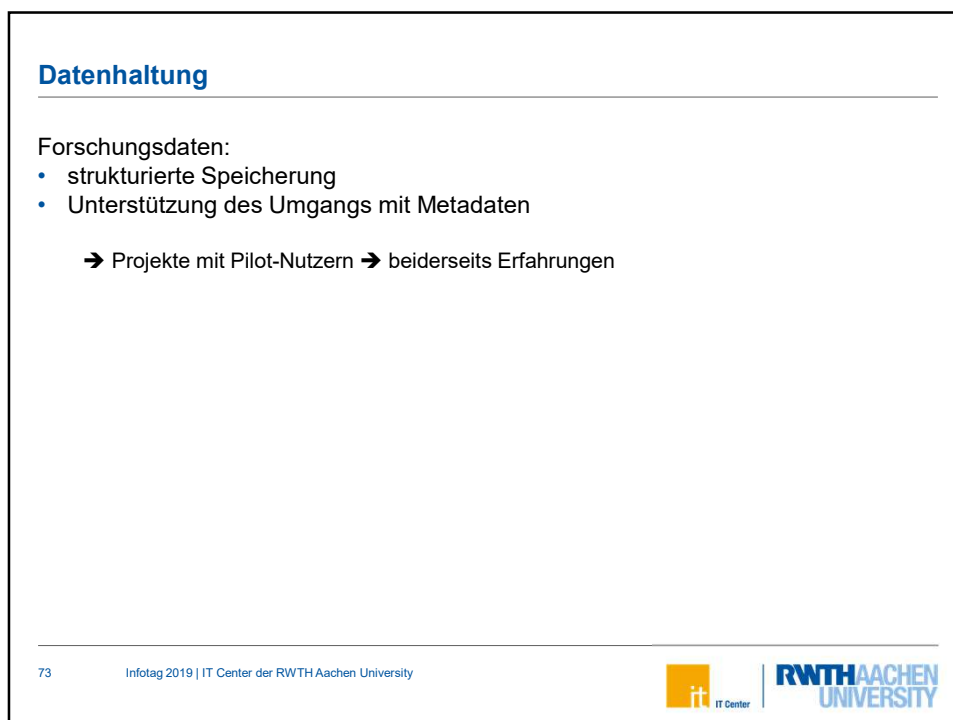 Datenhaltung
Forschungsdaten:
• strukturierte Speicherung
• Unterstützung des Umgangs mit Metadaten
➔ Projekte mit Pilot-Nutzern ➔ beiderseits Erfahrungen
73 Infotag 2019 | IT Center der RWTH Aachen University
it IT Center
RWTHAACHEN
UNIVERSITY